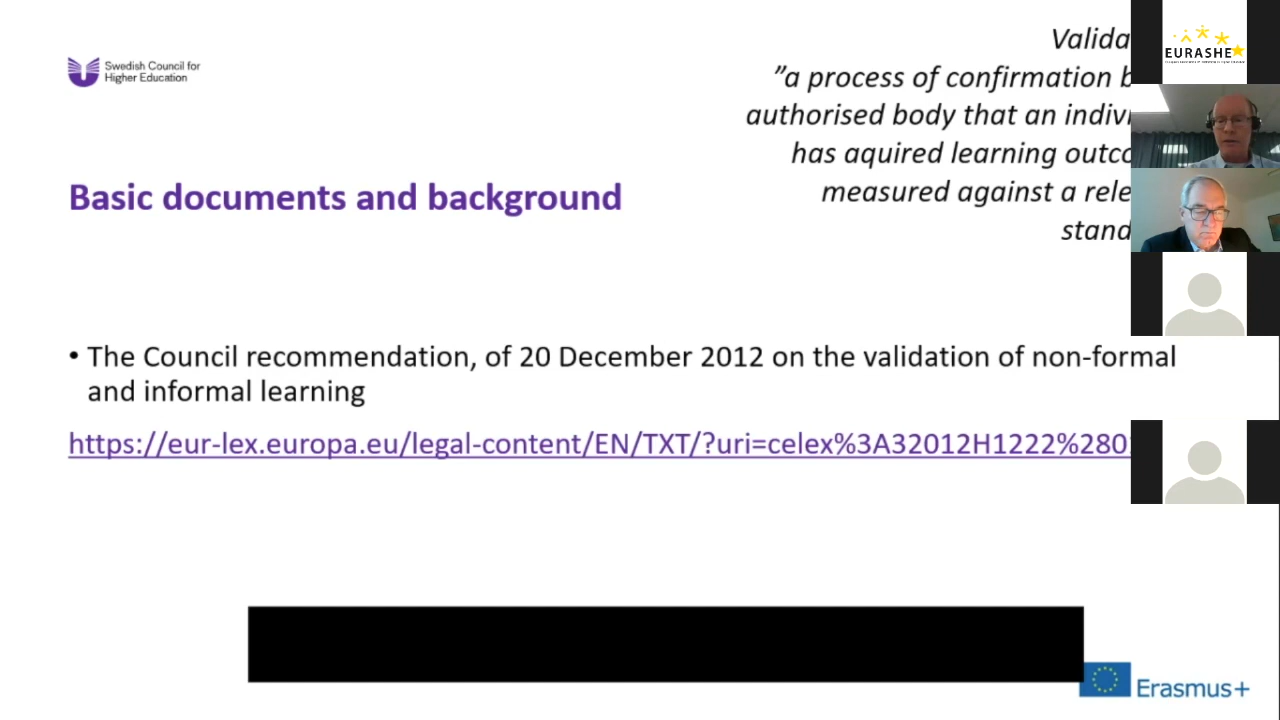 Swedish Council for
Higher Education
Valida
”a process of confirmation b
authorised body that an indiv
has aquired learning outco
measured against a rele
stand
EURASHE
Basic documents and background
• The Council recommendation, of 20 December 2012 on the validation of non-formal
and informal learning
https://eur-lex.europa.eu/legal-content/EN/TXT/?uri=celex%3A32012H1222%280
Erasmus+